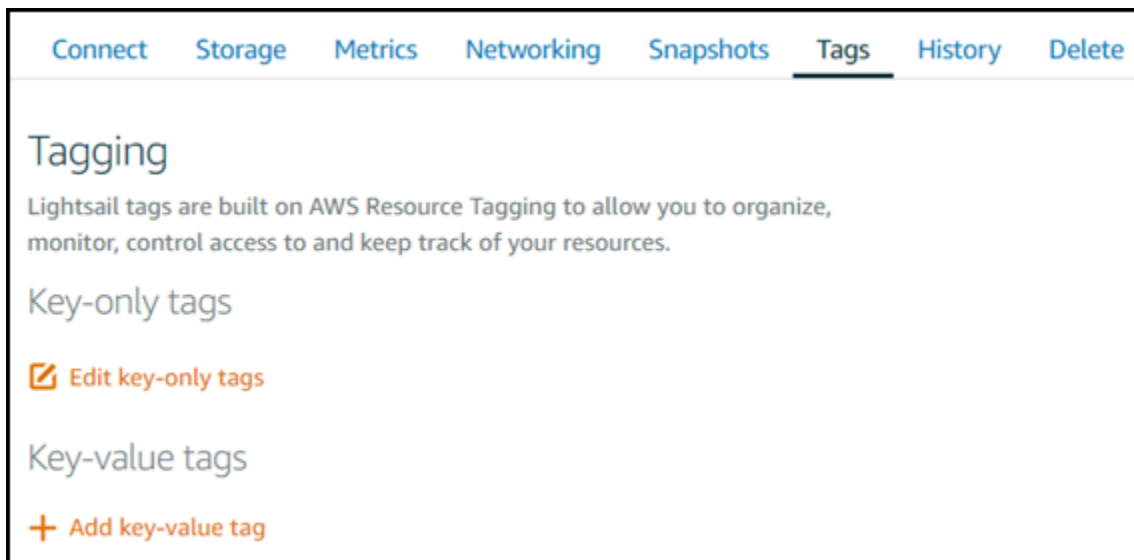 Connect Storage Metrics Networking Snapshots Tags History Delete
Tagging
Lightsail tags are built on AWS Resource Tagging to allow you to organize,
monitor, control access to and keep track of your resources.
Key-only tags
Edit key-only tags
Key-value tags
Add key-value tag